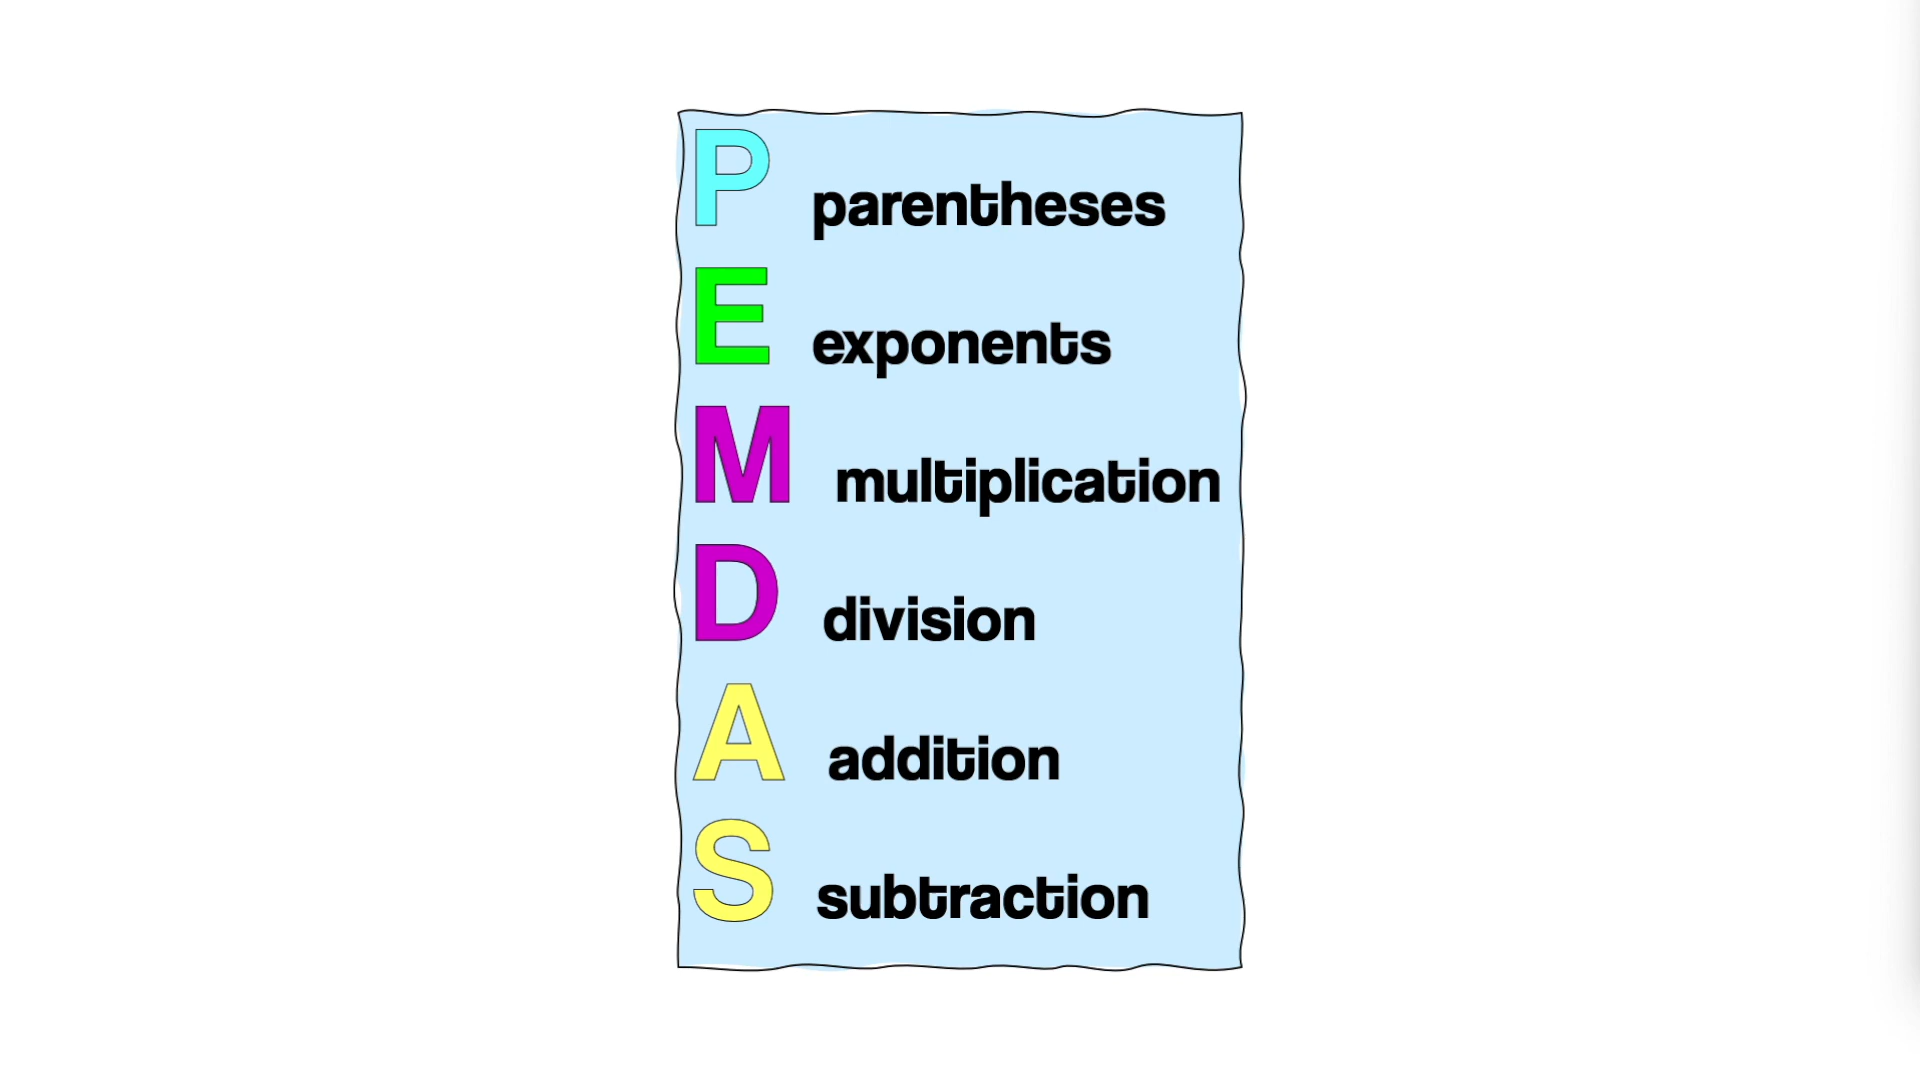 P parentheses
E exponents
M multiplication
D division
A addition
S subtraction